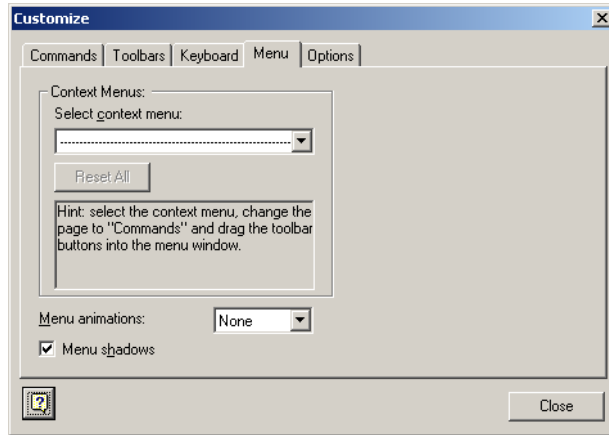 Customize
Commands Toolbars Keyboard Menu Options
Context Menus:
Select context menu:
Reset All
Hint: select the context menu, change the
page to "Commands" and drag the toolbar
buttons into the menu window.
Menu animations: None
Menu shadows
Close